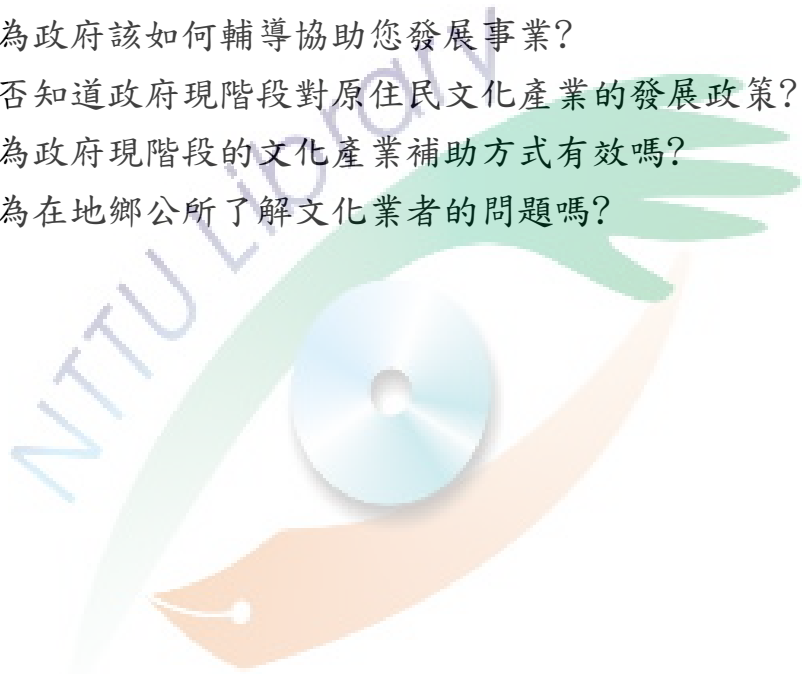 為政府該如何輔導協助您發展事業?
否知道政府現階段對原住民文化產業的發展政策?
為政府現階段的文化產業補助方式有效嗎?
為在地鄉公所了解文化業者的問題嗎?
NTTU Library